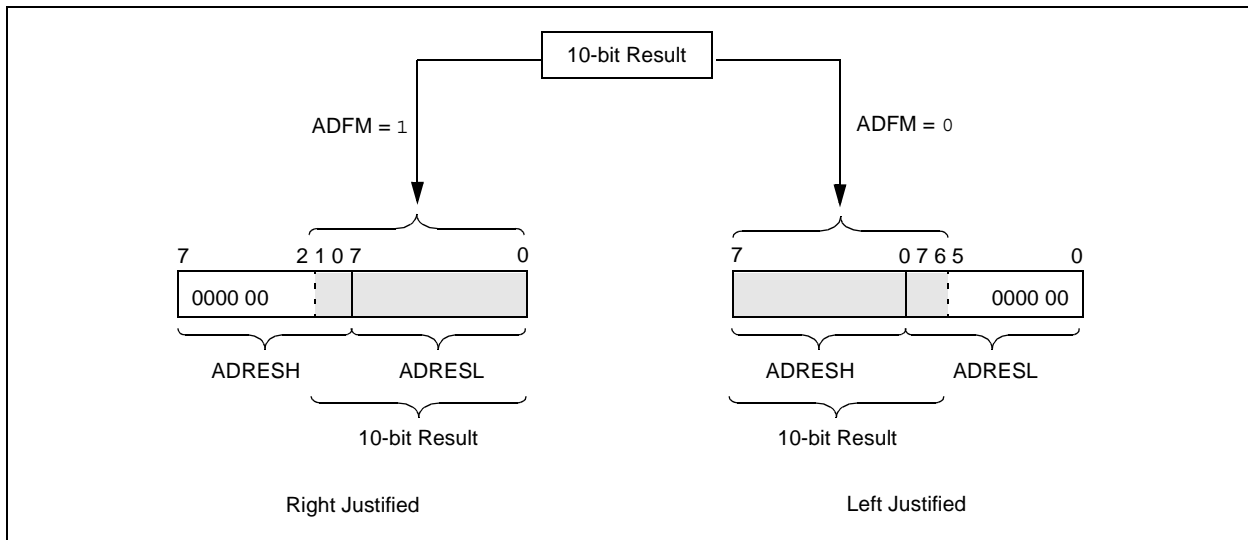 10-bit Result
ADFM = 1
ADFM = 0
7 2 1 0 7 0
7 0 7 6 5 0
0000 00
0000 00
ADRESH ADRESL
ADRESH ADRESL
10-bit Result
10-bit Result
Right Justified
Left Justified